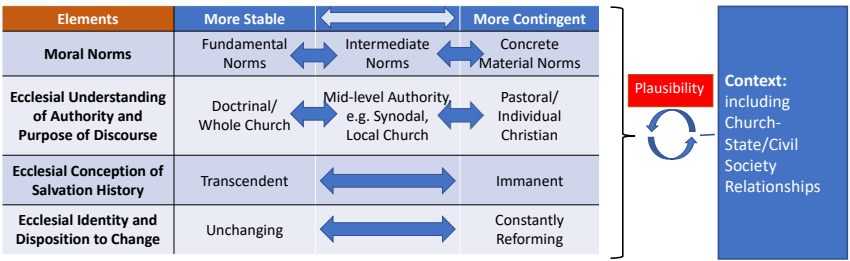 Elements
More Stable
More Contingent
Moral Norms
Fundamental
Norms
Intermediate
Norms
Concrete
Material Norms
Ecclesial Understanding
of Authority and
Purpose of Discourse
Doctrinal/
Whole Church
Mid-level Authority
e.g. Synodal,
Local Church
Pastoral/
Individual
Christian
Ecclesial Conception of
Salvation History
Transcendent
Immanent
Ecclesial Identity and
Disposition to Change
Unchanging
Constantly
Reforming
Plausibility
Context:
including
Church-
State/Civil
Society
Relationships